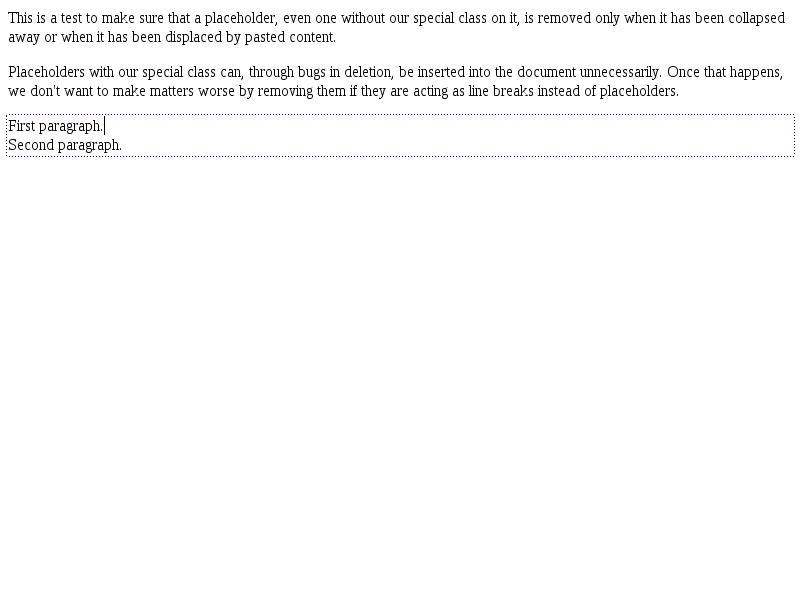 This is a test to make sure that a placeholder, even one without our special class on it, is removed only when it has been collapsed
away or when it has been displaced by pasted content.
Placeholders with our special class can, through bugs in deletion, be inserted into the document unnecessarily. Once that happens,
we don't want to make matters worse by removing them if they are acting as line breaks instead of placeholders.
First paragraph.
Second paragraph.